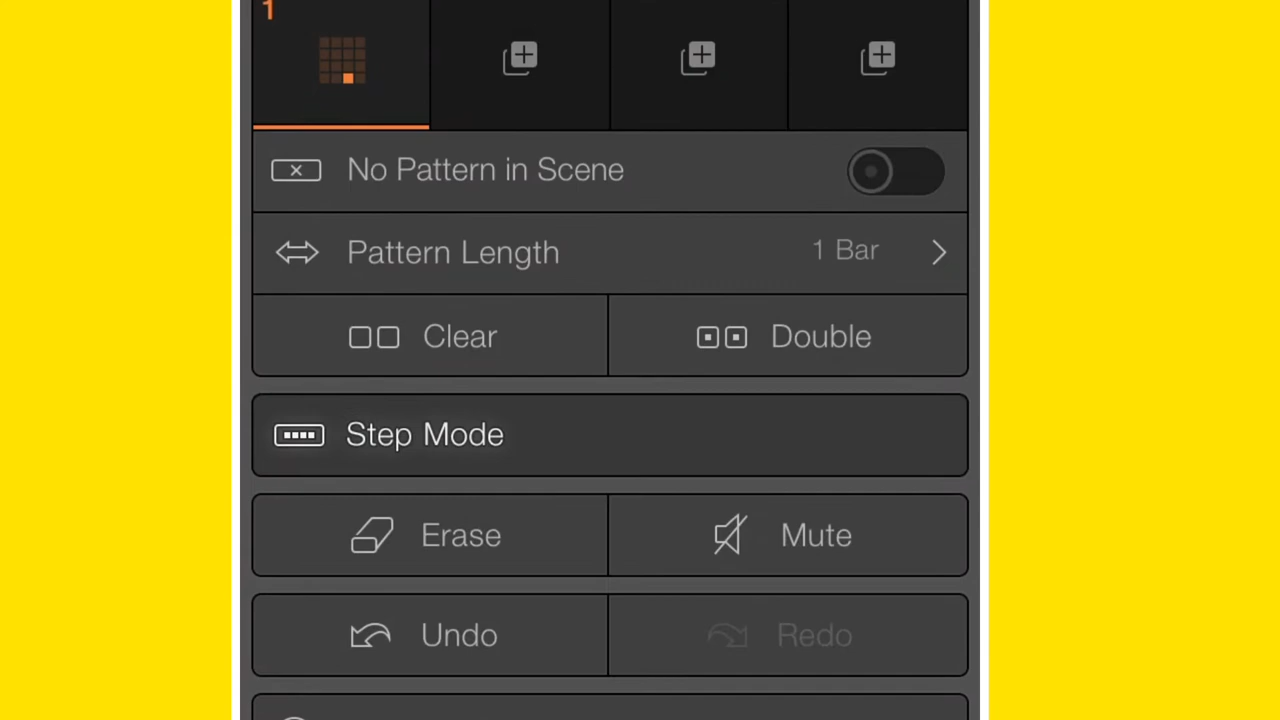 1
No Pattern in Scene
Pattern Length 1 Bar
Clear Double
Step Mode
Erase Mute
Undo Redo